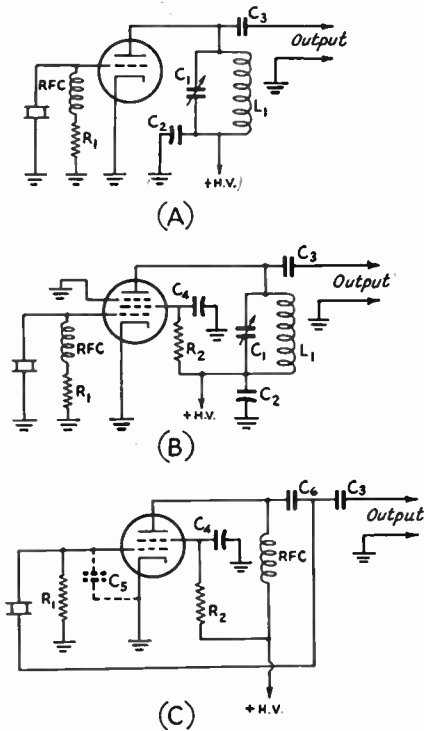 C3
Output
RFC
C1
L1
R1
C2
+H.V.
(A)
C3
Output
C4
RFC
R2
C1
L1
R1
+H.V.
C2
(B)
C6
C3
Output
C4
RFC
R1
C5
R2
+H.V.
(C)